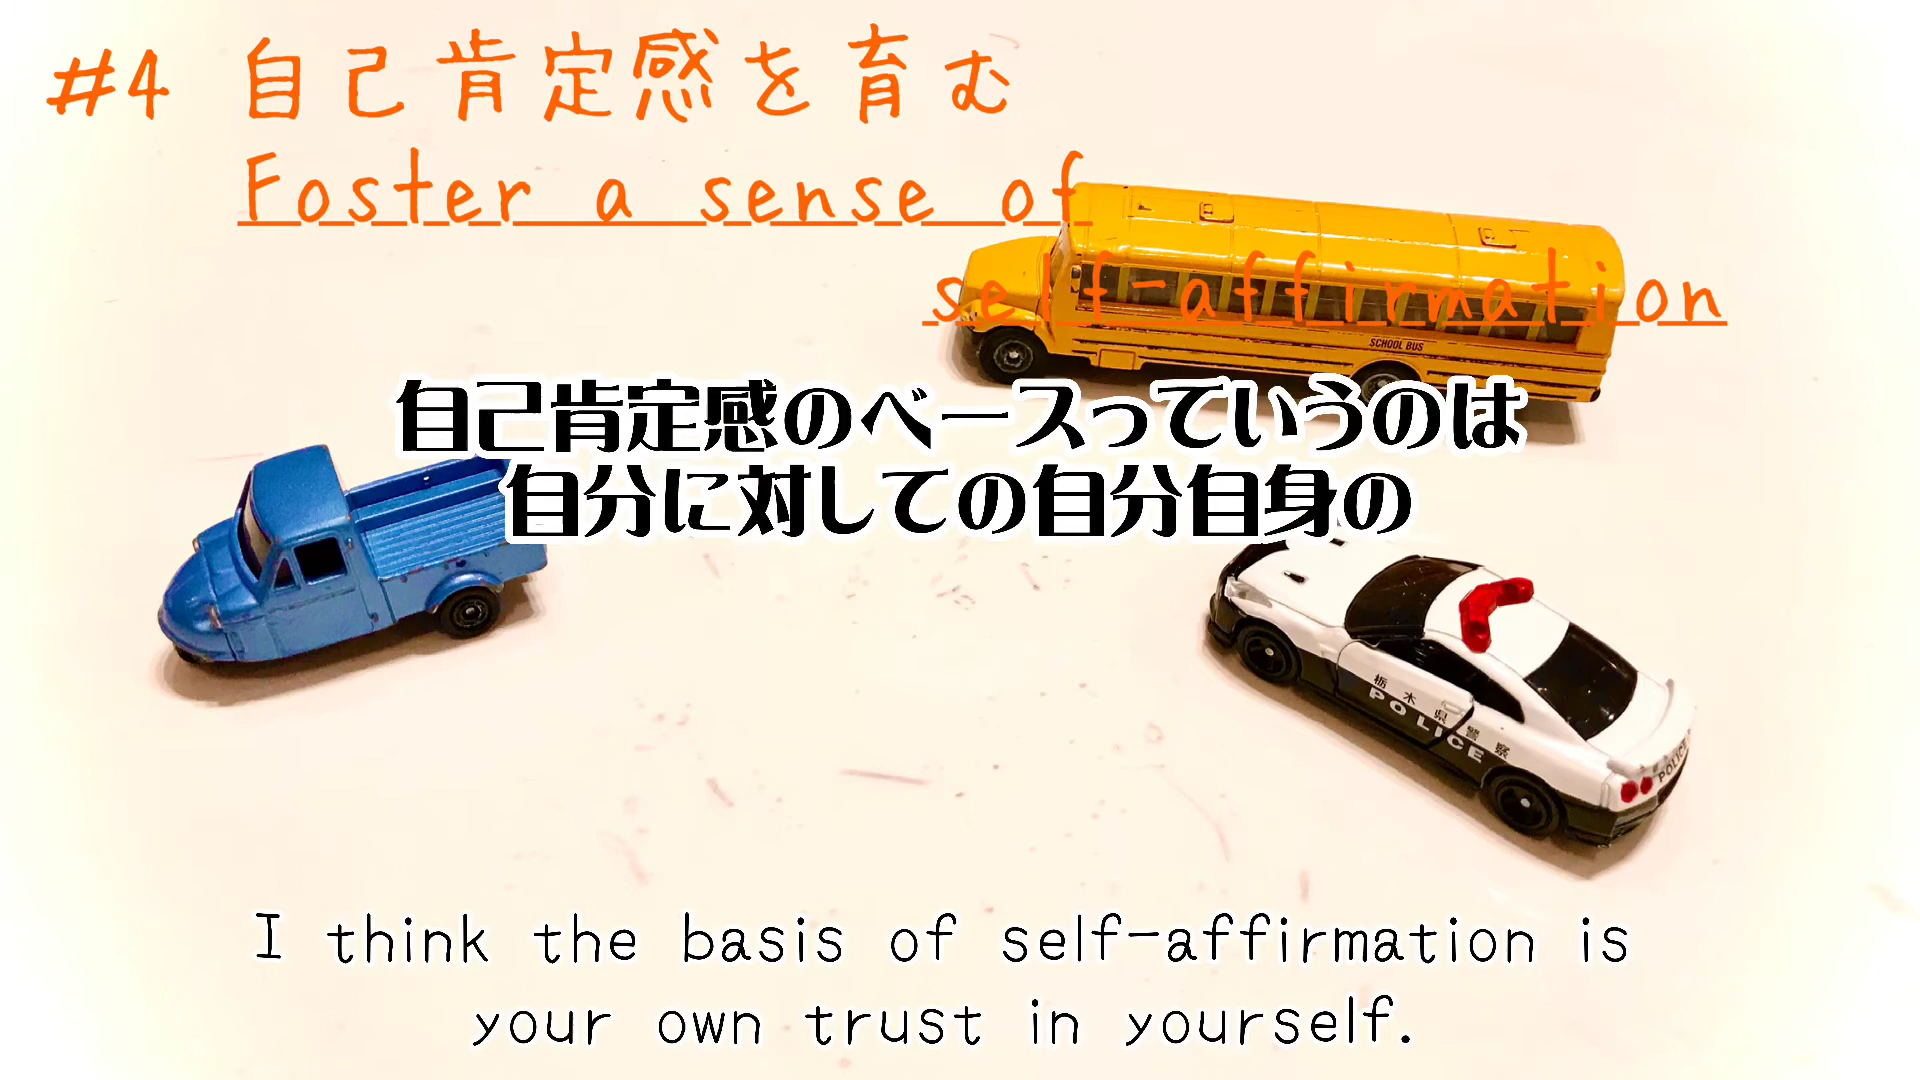 #4 自己肯定感を育む
Foster a sense of
self-affirmation
SCHOOL BUS
自己肯定感のベースっていうのは
自分に対しての自分自身の
栃木県警察
POLICE
POLICE
I think the basis of self-affirmation is
your own trust in yourself.